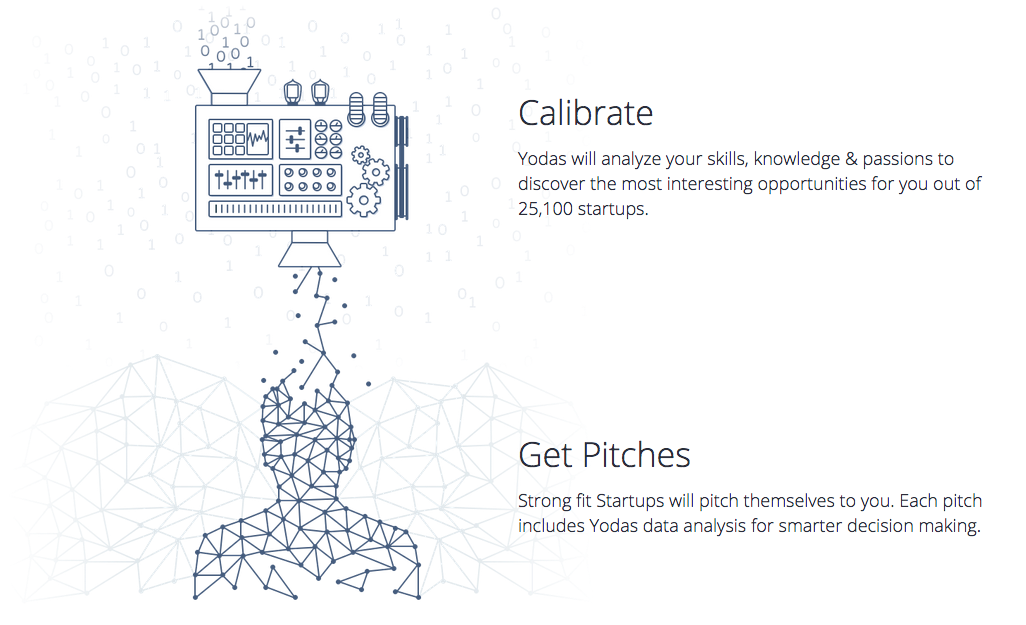 Calibrate
Yodas will analyze your skills, knowledge & passions to
discover the most interesting opportunities for you out of
25,100 startups.
Get Pitches
Strong fit Startups will pitch themselves to you. Each pitch
includes Yodas data analysis for smarter decision making.